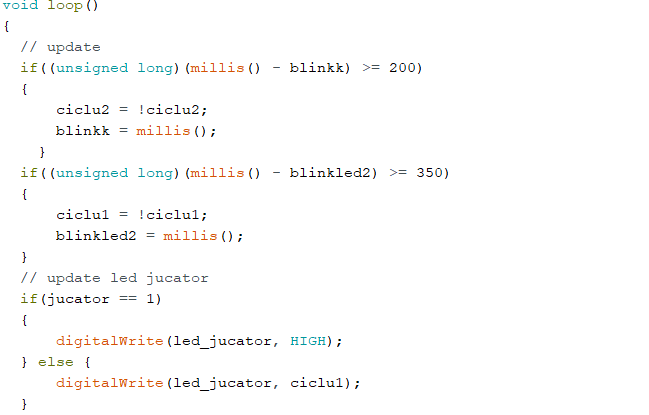 void loop()
{
  // update
  if((unsigned long)(millis() - blinkk) >= 200)
  {
      ciclu2 = !ciclu2;
      blinkk = millis();
    }
  if((unsigned long)(millis() - blinkled2) >= 350)
  {
      ciclu1 = !ciclu1;
      blinkled2 = millis();
  }
  // update led jucator
  if(jucator == 1)
  {
      digitalWrite(led_jucator, HIGH);
  } else {
      digitalWrite(led_jucator, ciclu1);
  }